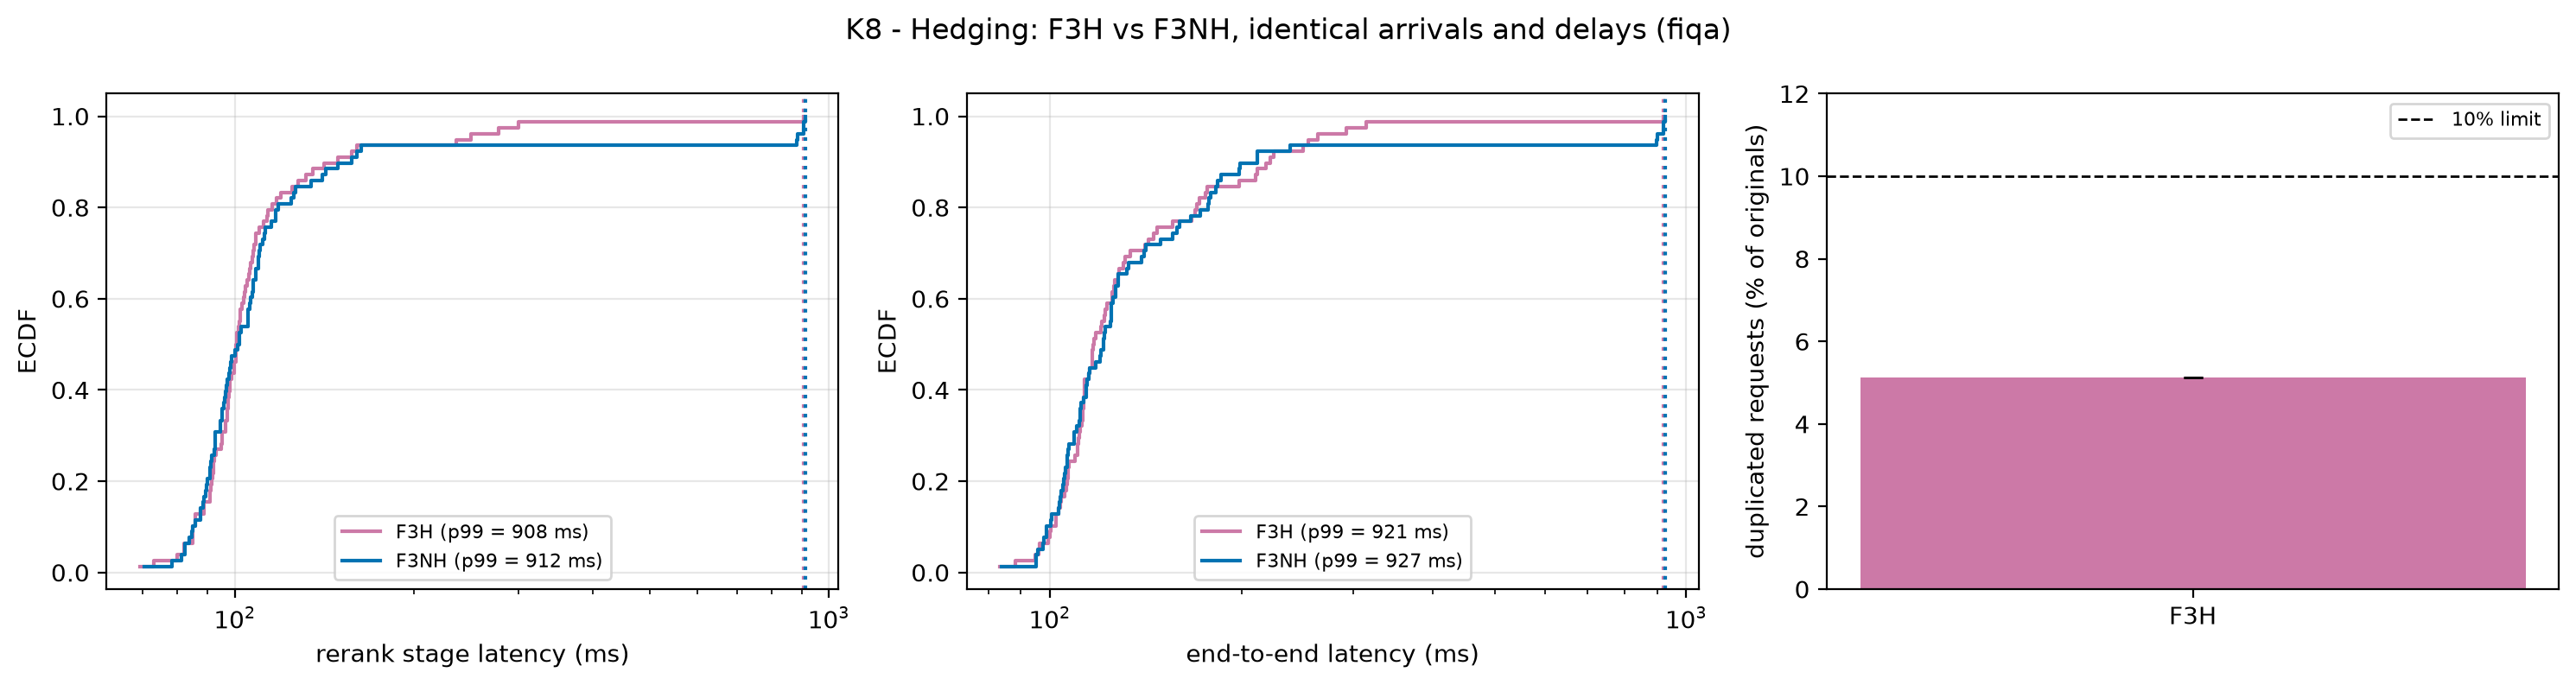 K8 - Hedging: F3H vs F3NH, identical arrivals and delays (fiqa)
1.0
0.8
0.6
0.4
0.2
0.0
ECDF
F3H (p99 = 908 ms)
F3NH (p99 = 912 ms)
10²
10³
rerank stage latency (ms)
1.0
0.8
0.6
0.4
0.2
0.0
ECDF
F3H (p99 = 921 ms)
F3NH (p99 = 927 ms)
10²
10³
end-to-end latency (ms)
12
10
8
6
4
2
0
duplicated requests (% of originals)
10% limit
F3H